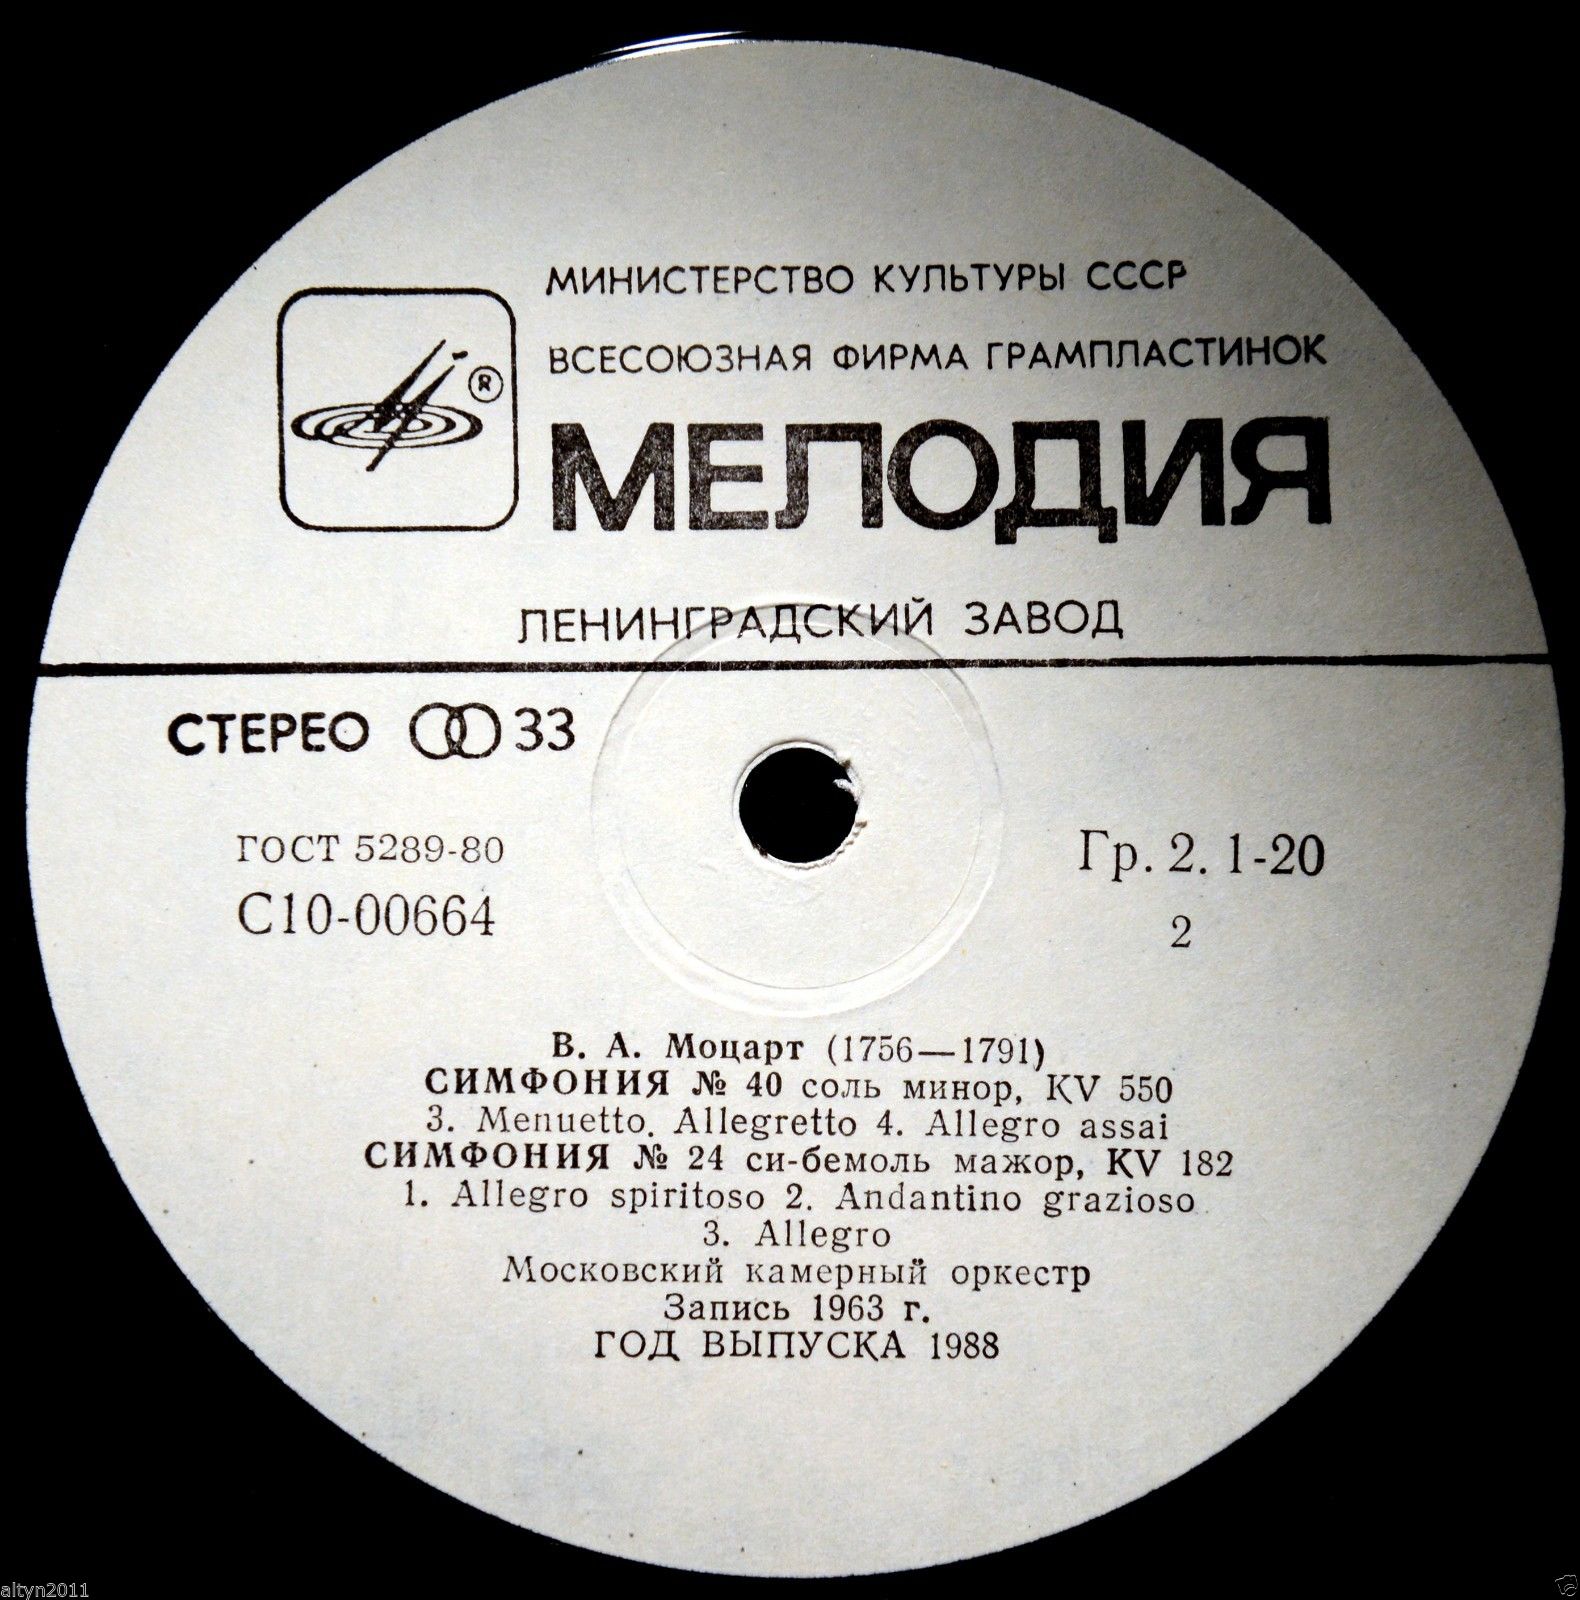 МИНИСТЕРСТВО КУЛЬТУРЫ СССР
ВСЕСОЮЗНАЯ ФИРМА ГРАМПЛАСТИНОК
®
МЕЛОДИЯ
ЛЕНИНГРАДСКИЙ ЗАВОД
СТЕРЕО 33
ГОСТ 5289-80
С10-00664
Гр. 2. 1-20
2
В. А. Моцарт (1756—1791)
СИМФОНИЯ № 40 соль минор, KV 550
3. Menuetto. Allegretto 4. Allegro assai
СИМФОНИЯ № 24 си-бемоль мажор, KV 182
1. Allegro spiritoso 2. Andantino grazioso
3. Allegro
Московский камерный оркестр
Запись 1963 г.
ГОД ВЫПУСКА 1988
altyn2011